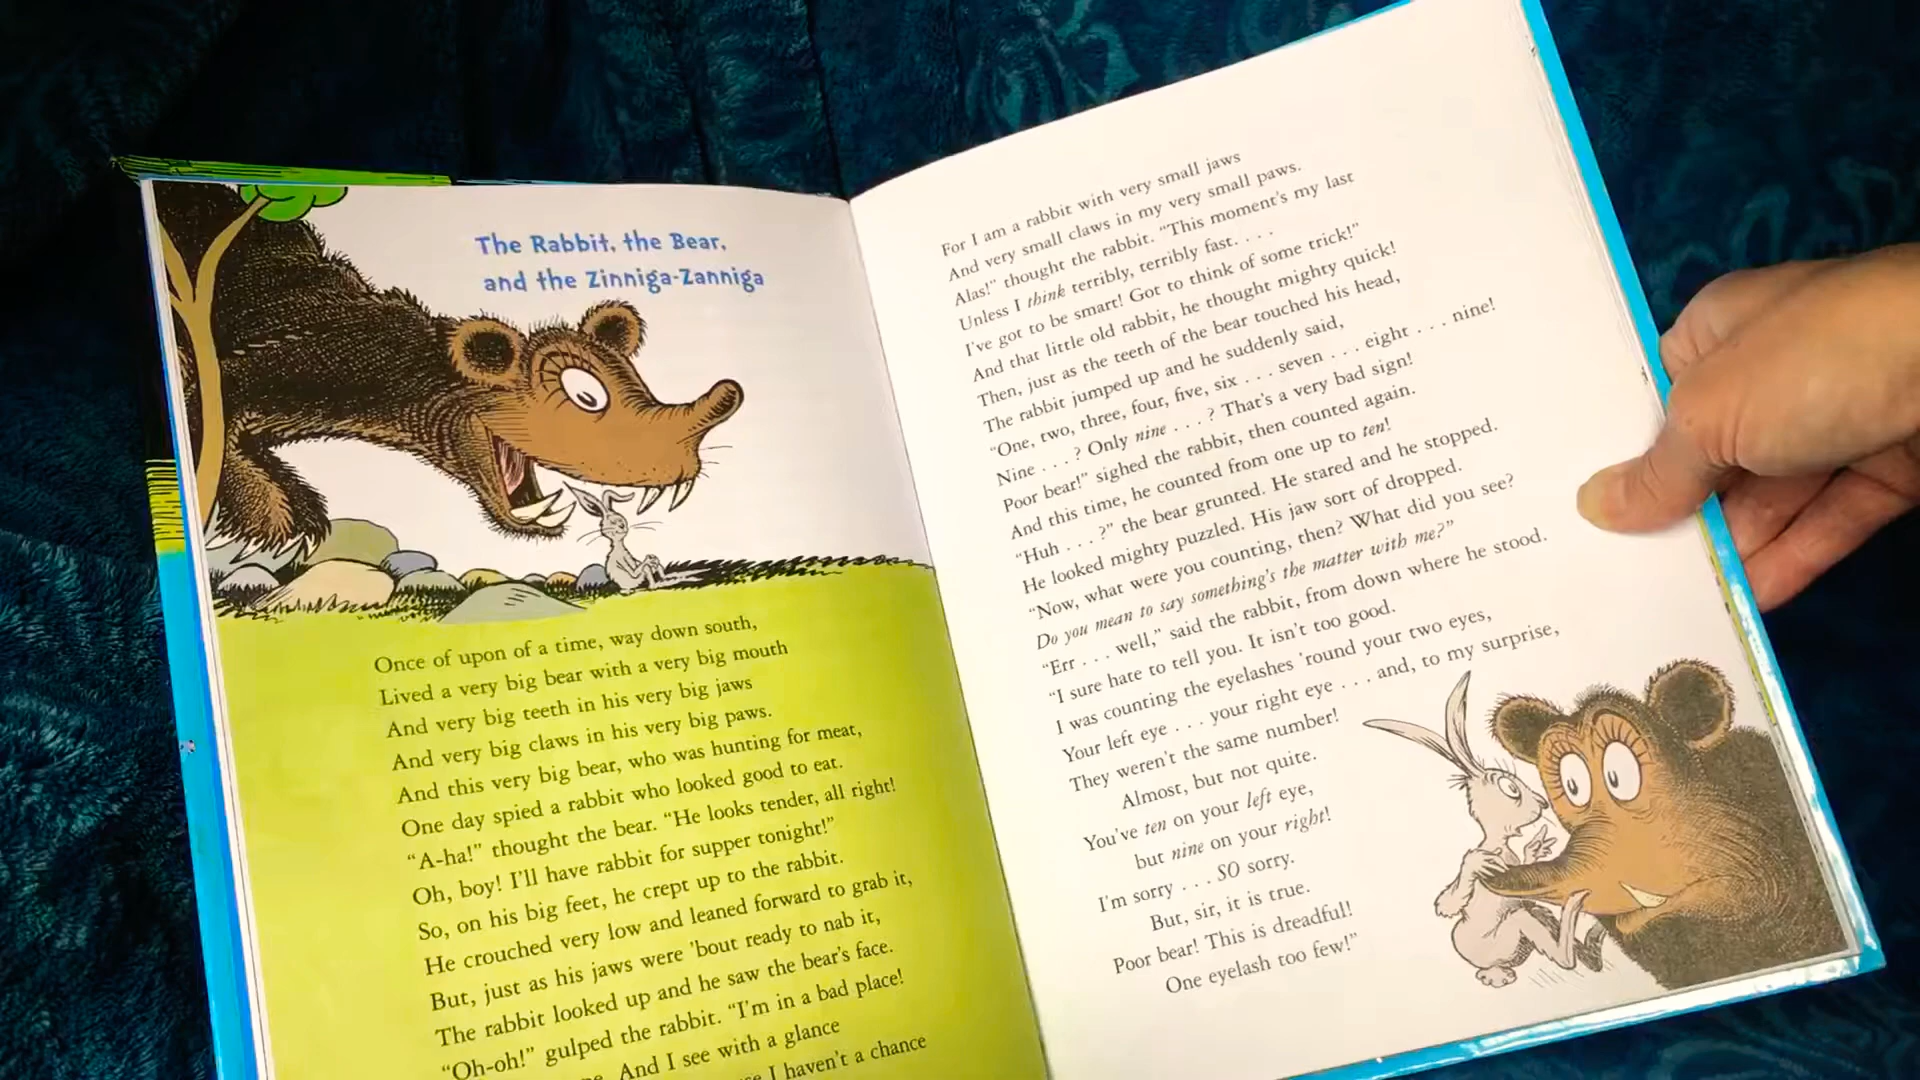 The Rabbit, the Bear,
and the Zinniga-Zanniga
Once of upon of a time, way down south,
Lived a very big bear with a very big mouth
And very big teeth in his very big jaws
And very big claws in his very big paws.
And this very big bear, who was hunting for meat,
One day spied a rabbit who looked good to eat.
“A-ha!” thought the bear. “He looks tender, all right!
Oh, boy! I'll have rabbit for supper tonight!”
So, on his big feet, he crept up to the rabbit.
He crouched very low and leaned forward to grab it,
But, just as his jaws were 'bout ready to nab it,
The rabbit looked up and he saw the bear's face.
“Oh-oh!” gulped the rabbit. “I'm in a bad place!
And I see with a glance
I haven't a chance
For I am a rabbit with very small jaws
And very small claws in my very small paws.
Alas!” thought the rabbit. “This moment's my last
Unless I think terribly, terribly fast. . . .
I've got to be smart! Got to think of some trick!”
And that little old rabbit, he thought mighty quick!
Then, just as the teeth of the bear touched his head,
The rabbit jumped up and he suddenly said,
“One, two, three, four, five, six . . . seven . . . eight . . . nine!
Nine . . . ? Only nine . . . ? That's a very bad sign!
Poor bear!” sighed the rabbit, then counted again.
And this time, he counted from one up to ten!
“Huh . . . ?” the bear grunted. He stared and he stopped.
He looked mighty puzzled. His jaw sort of dropped.
“Now, what were you counting, then? What did you see?
Do you mean to say something's the matter with me?”
“Err . . . well,” said the rabbit, from down where he stood.
“I sure hate to tell you. It isn't too good.
I was counting the eyelashes 'round your two eyes,
Your left eye . . . your right eye . . . and, to my surprise,
They weren't the same number!
Almost, but not quite.
You've ten on your left eye,
but nine on your right!
I'm sorry . . . SO sorry.
But, sir, it is true.
Poor bear! This is dreadful!
One eyelash too few!”